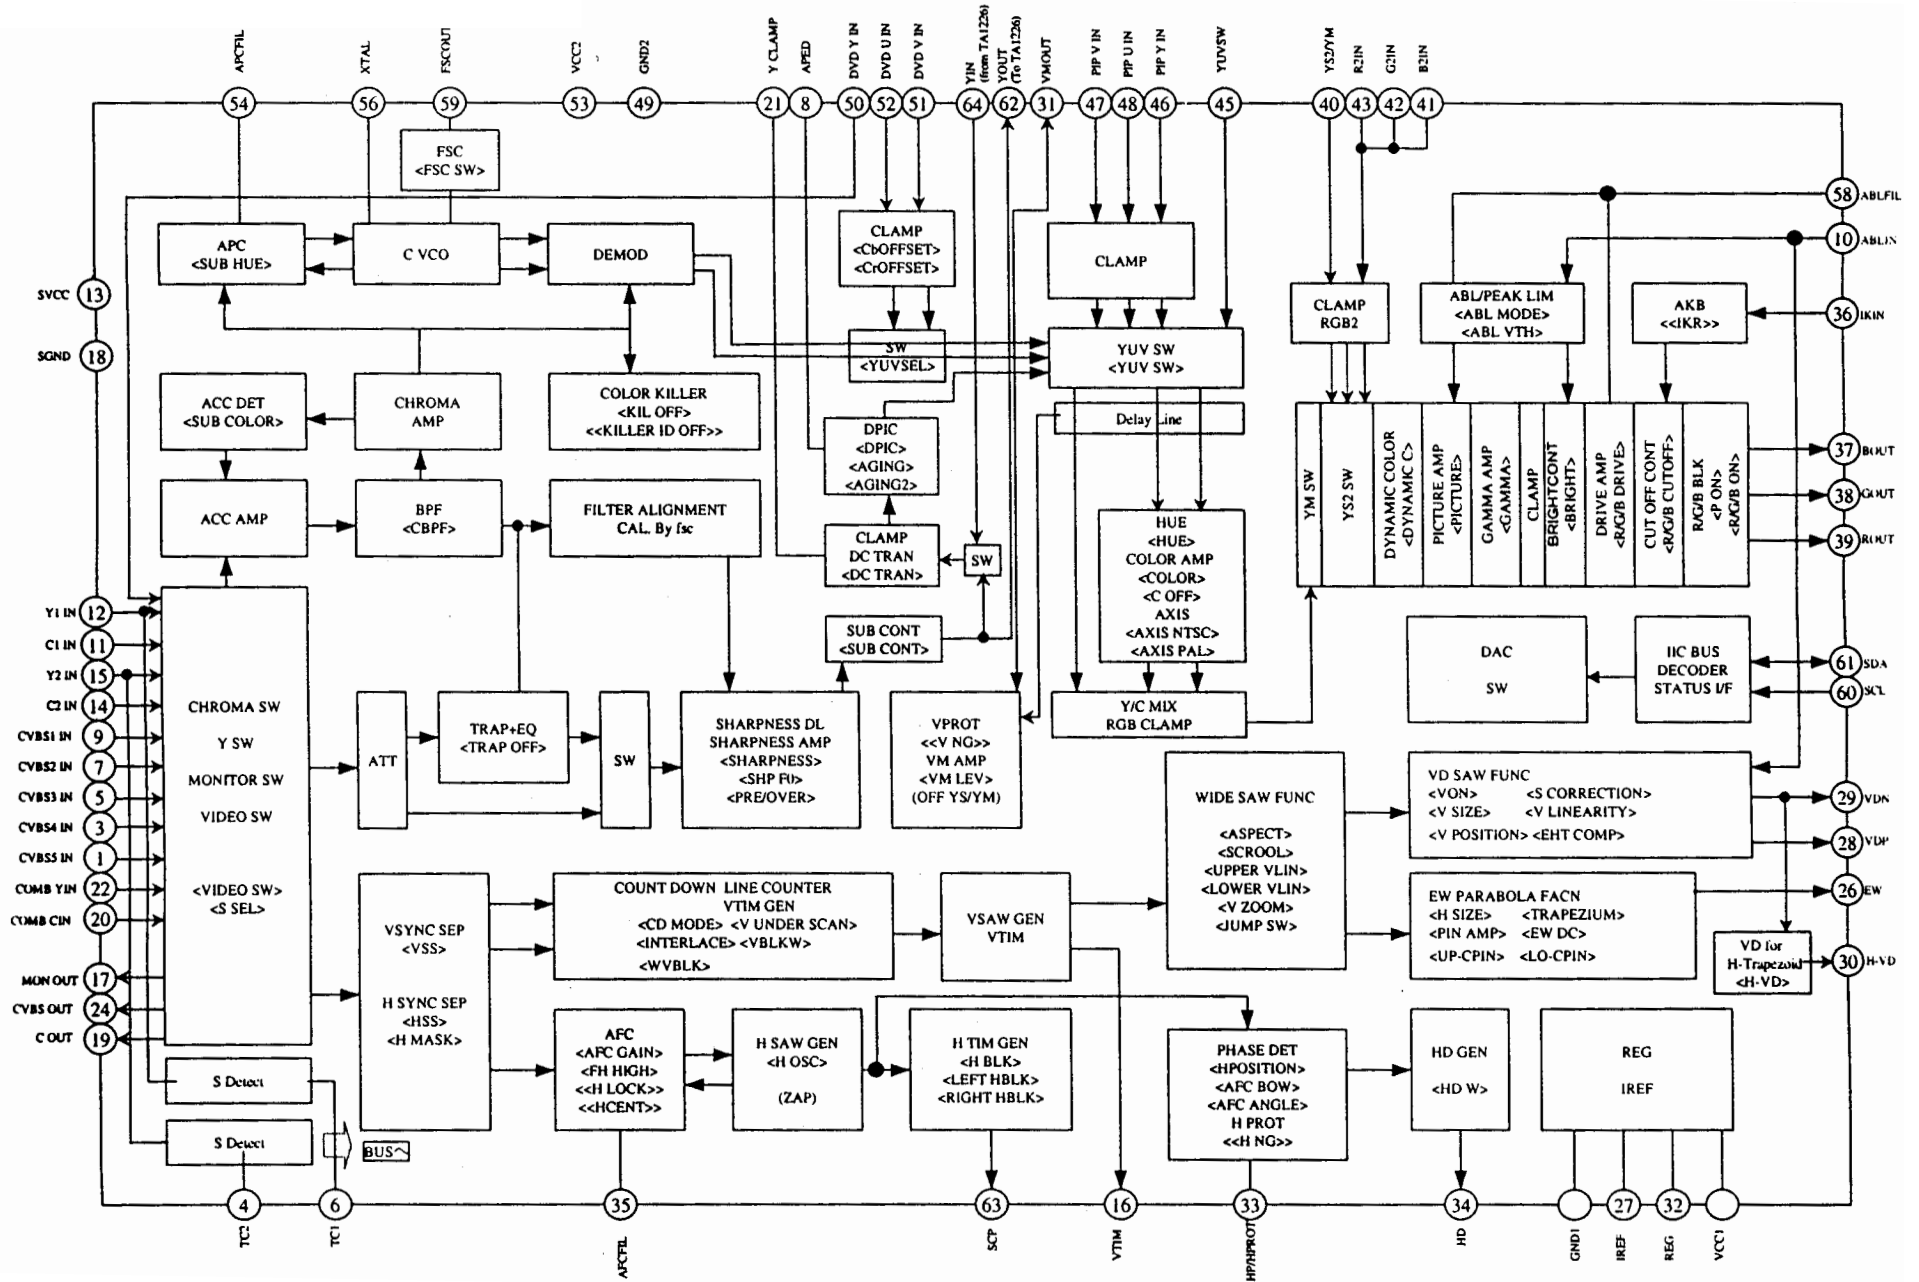 APCFIL
XTAL
FSCOUT
VCC2
GND2
Y CLAMP
APED
DVD Y IN
DVD U IN
DVD V IN
YIN
(from TA1226)
YOUT
(To TA1226)
VMOUT
PIP V IN
PIP U IN
PIP Y IN
YUVSW
YS2/YM
R2IN
G2IN
B2IN
54
56
59
53
49
21
8
50
52
51
64
62
31
47
48
46
45
40
43
42
41
FSC
<FSC SW>
58
ABLFIL
10
ABLIN
APC
<SUB HUE>
C VCO
DEMOD
CLAMP
<CbOFFSET>
<CrOFFSET>
CLAMP
SVCC
13
CLAMP
RGB2
ABL/PEAK LIM
<ABL MODE>
<ABL VTH>
AKB
<<IKR>>
36
IKIN
SGND
18
SW
<YUVSEL>
YUV SW
<YUV SW>
ACC DET
<SUB COLOR>
CHROMA
AMP
COLOR KILLER
<KIL OFF>
<<KILLER ID OFF>>
DPIC
<DPIC>
<AGING>
<AGING2>
Delay Line
YM SW
YS2 SW
DYNAMIC COLOR
<DYNAMIC C>
PICTURE AMP
<PICTURE>
GAMMA AMP
<GAMMA>
CLAMP
BRIGHTCONT
<BRIGHT>
DRIVE AMP
<R/G/B DRIVE>
CUT OFF CONT
<R/G/B CUTOFF>
R/G/B BLK
<P ON>
<R/G/B ON>
37
BOUT
38
GOUT
39
ROUT
ACC AMP
BPF
<CBPF>
FILTER ALIGNMENT
CAL. By fsc
CLAMP
DC TRAN
<DC TRAN>
SW
HUE
<HUE>
COLOR AMP
<COLOR>
<C OFF>
AXIS
<AXIS NTSC>
<AXIS PAL>
SUB CONT
<SUB CONT>
DAC
SW
IIC BUS
DECODER
STATUS I/F
61
SDA
60
SCL
Y1 IN
12
C1 IN
11
Y2 IN
15
C2 IN
14
CVBS1 IN
9
CVBS2 IN
7
CVBS3 IN
5
CVBS4 IN
3
CVBS5 IN
1
COMB YIN
22
COMB CIN
20
MON OUT
17
CVBS OUT
24
C OUT
19
CHROMA SW
Y SW
MONITOR SW
VIDEO SW
<VIDEO SW>
<S SEL>
ATT
TRAP+EQ
<TRAP OFF>
SW
SHARPNESS DL
SHARPNESS AMP
<SHARPNESS>
<SHP F0>
<PRE/OVER>
VPROT
<<V NG>>
VM AMP
<VM LEV>
(OFF YS/YM)
Y/C MIX
RGB CLAMP
WIDE SAW FUNC
<ASPECT>
<SCROOL>
<UPPER VLIN>
<LOWER VLIN>
<V ZOOM>
<JUMP SW>
VD SAW FUNC
<VON> <S CORRECTION>
<V SIZE> <V LINEARITY>
<V POSITION> <EHT COMP>
29
VDN
28
VDP
EW PARABOLA FACN
<H SIZE> <TRAPEZIUM>
<PIN AMP> <EW DC>
<UP-CPIN> <LO-CPIN>
26
EW
VD for
H-Trapezoid
<H-VD>
30
H-VD
VSYNC SEP
<VSS>
H SYNC SEP
<HSS>
<H MASK>
COUNT DOWN LINE COUNTER
VTIM GEN
<CD MODE> <V UNDER SCAN>
<INTERLACE> <VBLKW>
<WVBLK>
VSAW GEN
VTIM
AFC
<AFC GAIN>
<FH HIGH>
<<H LOCK>>
<<HCENT>>
H SAW GEN
<H OSC>
(ZAP)
H TIM GEN
<H BLK>
<LEFT HBLK>
<RIGHT HBLK>
PHASE DET
<HPOSITION>
<AFC BOW>
<AFC ANGLE>
H PROT
<<H NG>>
HD GEN
<HD W>
REG
IREF
S Detect
S Detect
BUS
4
6
35
63
16
33
34
27
32
TC2
TC1
AFCFIL
SCP
VTIM
HP/HPROT
HD
GND1
IREF
REG
VCC1